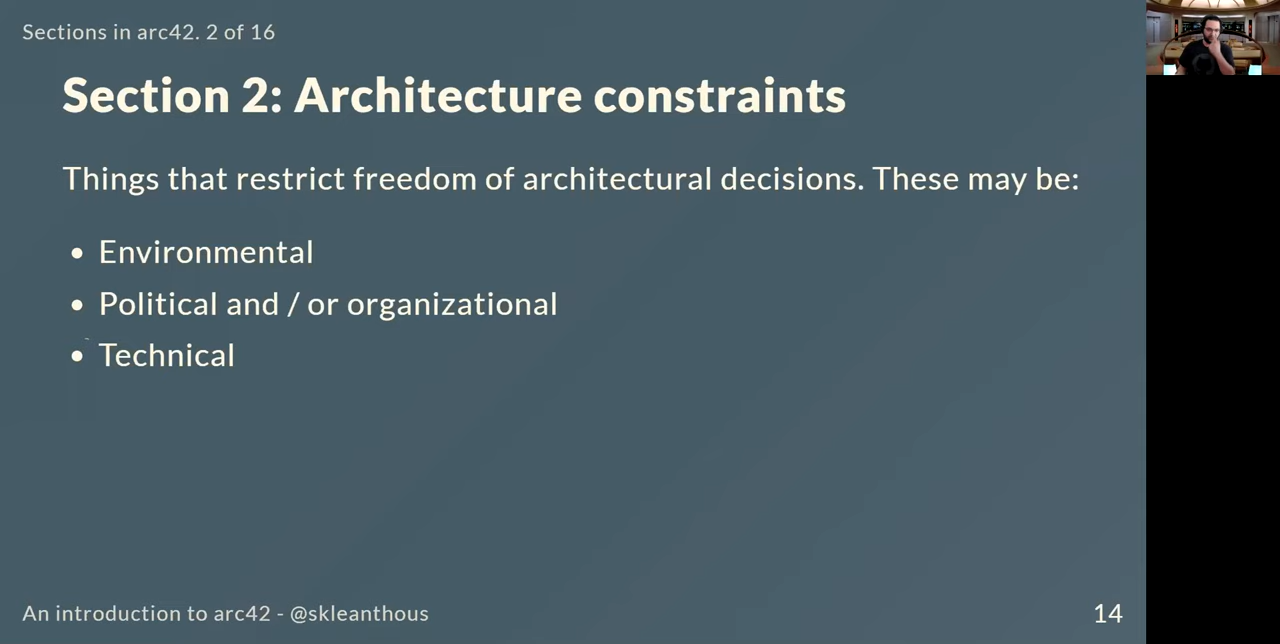 Sections in arc42. 2 of 16
Section 2: Architecture constraints
Things that restrict freedom of architectural decisions. These may be:
• Environmental
• Political and / or organizational
• Technical
An introduction to arc42 - @skleanthous
14